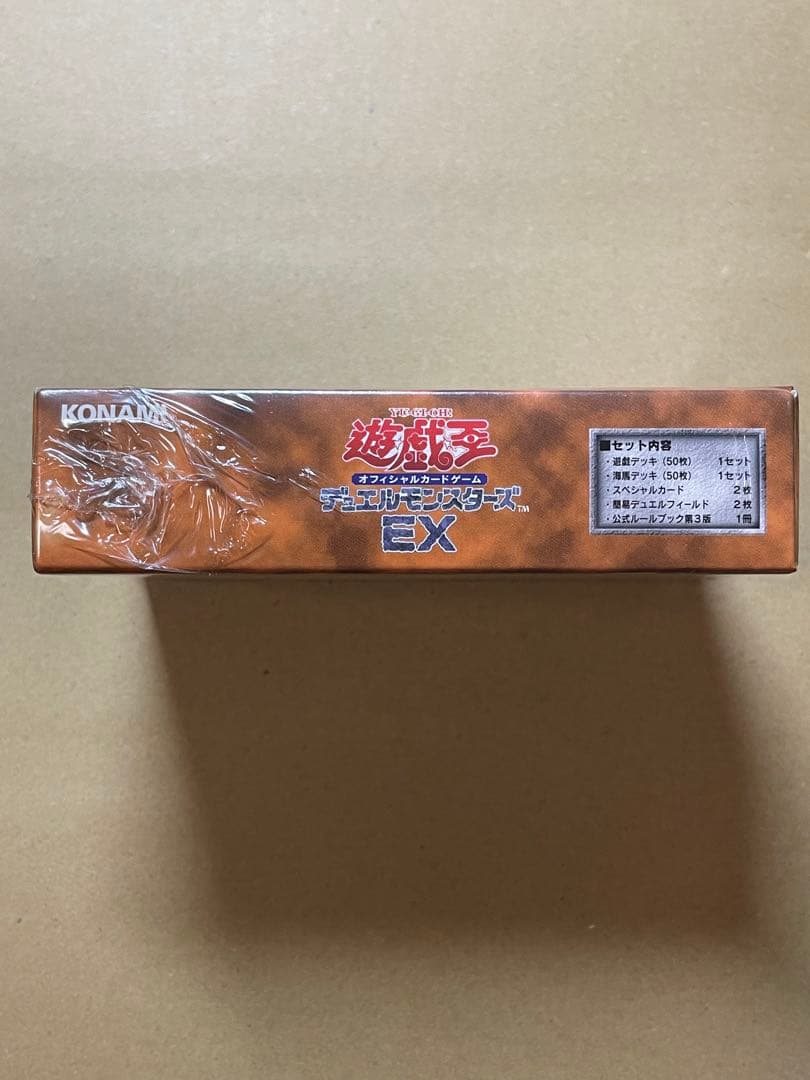 KONAMI
YU-GI-OH!
遊戯王
オフィシャルカードゲーム
デュエルモンスターズ™
EX
■セット内容
・遊戯デッキ（50枚） 1セット
・海馬デッキ（50枚） 1セット
・スペシャルカード 2枚
・簡易デュエルフィールド 2枚
・公式ルールブック第3版 1冊